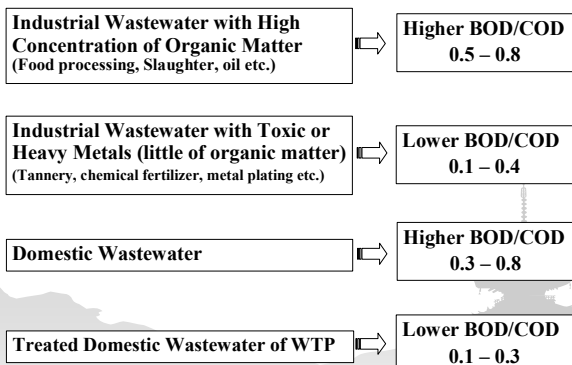 Industrial Wastewater with High
Concentration of Organic Matter
(Food processing, Slaughter, oil etc.)
Higher BOD/COD
0.5 – 0.8
Industrial Wastewater with Toxic or
Heavy Metals (little of organic matter)
(Tannery, chemical fertilizer, metal plating etc.)
Lower BOD/COD
0.1 – 0.4
Domestic Wastewater
Higher BOD/COD
0.3 – 0.8
Treated Domestic Wastewater of WTP
Lower BOD/COD
0.1 – 0.3